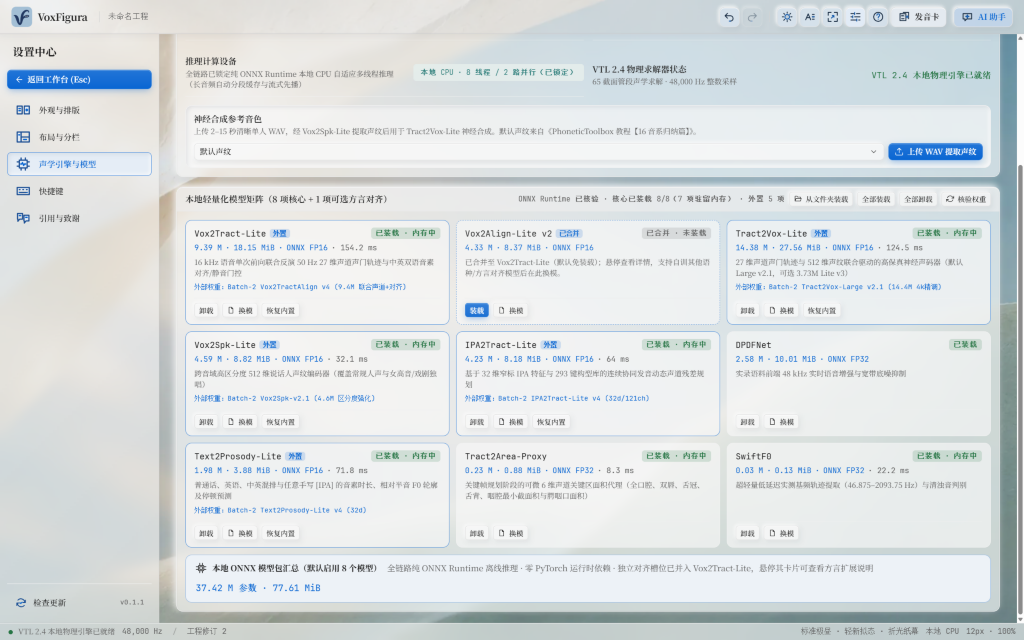 VoxFigura 未命名工程
发音卡
AI 助手
设置中心
← 返回工作台 (Esc)
外观与排版
布局与分栏
声学引擎与模型
快捷键
引用与致谢
检查更新 v0.1.1
推理计算设备
全链路已锁定纯 ONNX Runtime 本地 CPU 自适应多线程推理
（长音频自动分段缓存与流式先播）
本地 CPU · 8 线程 / 2 路并行（已锁定）
VTL 2.4 物理求解器状态
65 截面管段声学求解 · 48,000 Hz 整数采样
VTL 2.4 本地物理引擎已就绪
神经合成参考音色
上传 2–15 秒清晰单人 WAV，经 Vox2Spk-Lite 提取声纹启用于 Tract2Vox-Lite 神经合成。默认声纹来自《PhoneticToolbox 教程【16 音系归纳篇】》。
默认声纹
上传 WAV 提取声纹
本地轻量化模型矩阵（8 项核心 + 1 项可选方言对齐）
ONNX Runtime 已核验 · 核心已装载 8/8（7 项驻留内存） · 外置 5 项
从文件夹装载
全部装载
全部卸载
核验权重
Vox2Tract-Lite 外置 已装载 · 内存中
9.39 M · 18.15 MiB · ONNX FP16 · 154.2 ms
16 kHz 语音单次前向联合反演 50 Hz 27 维声道声门轨迹与中英双语音素
对齐/静音门控
外部权重: Batch-2 Vox2TractAlign v4 (9.4M 联合声道+对齐)
卸载 换模 恢复内置
Vox2Align-Lite v2 已合并 已合并 · 未装载
4.33 M · 8.37 MiB · ONNX FP16
已合并至 Vox2Tract-Lite（默认免装载）；悬停查看详情，支持自训其他语
种/方言对齐模型后在此换模。
装载 换模
Tract2Vox-Lite 外置 已装载 · 内存中
14.38 M · 27.56 MiB · ONNX FP16 · 124.5 ms
27 维声道声门轨迹与 512 维声纹联合驱动的高保真神经声码器（默认
Large v2.1，可选 3.73M Lite v3）
外部权重: Batch-2 Tract2Vox-Large v2.1 (14.4M 4k精调)
卸载 换模 恢复内置
Vox2Spk-Lite 外置 已装载 · 内存中
4.59 M · 8.82 MiB · ONNX FP16 · 32.1 ms
跨音域高区分度 512 维说话人声纹编码器（覆盖常规人声与女高音/戏剧独
唱）
外部权重: Batch-2 Vox2Spk-v2.1 (4.6M 区分度强化)
卸载 换模 恢复内置
IPA2Tract-Lite 外置 已装载 · 内存中
4.23 M · 8.18 MiB · ONNX FP16 · 64 ms
基于 32 维窄标 IPA 特征与 293 键构型库的连续协同发音动态声道残差规
划
外部权重: Batch-2 IPA2Tract-Lite v4 (32d/121ch)
卸载 换模 恢复内置
DPDFNet 已装载
2.58 M · 10.01 MiB · ONNX FP32
实录语料前端 48 kHz 实时语音增强与宽带底噪抑制
卸载 换模
Text2Prosody-Lite 外置 已装载 · 内存中
1.98 M · 3.88 MiB · ONNX FP16 · 71.8 ms
普通话、英语、中英混排与任意手写 [IPA] 的音素时长、相对半音 F0 轮廓
及停顿预测
外部权重: Batch-2 Text2Prosody-Lite v4 (32d)
卸载 换模 恢复内置
Tract2Area-Proxy 已装载 · 内存中
0.23 M · 0.88 MiB · ONNX FP32 · 8.3 ms
关键帧规划阶段的可微 6 维声道关键区面积代理（全口腔、双唇、舌冠、
舌背、咽腔最小截面积与腭咽口面积）
卸载 换模
SwiftF0 已装载 · 内存中
0.03 M · 0.13 MiB · ONNX FP32 · 22.2 ms
超轻量低延迟实测基频轨迹提取（46.875–2093.75 Hz）与清浊音判别
卸载 换模
本地 ONNX 模型包汇总（默认启用 8 个模型） 全链路纯 ONNX Runtime 离线推理 · 零 PyTorch 运行时依赖 · 独立对齐槽位已并入 Vox2Tract-Lite，悬停其卡片可查看方言扩展说明
37.42 M 参数 · 77.61 MiB
VTL 2.4 本地物理引擎已就绪 48,000 Hz / 工程修订 2
标准级显 · 轻新拟态 · 折光纸幕 本地 CPU 12px · 100%